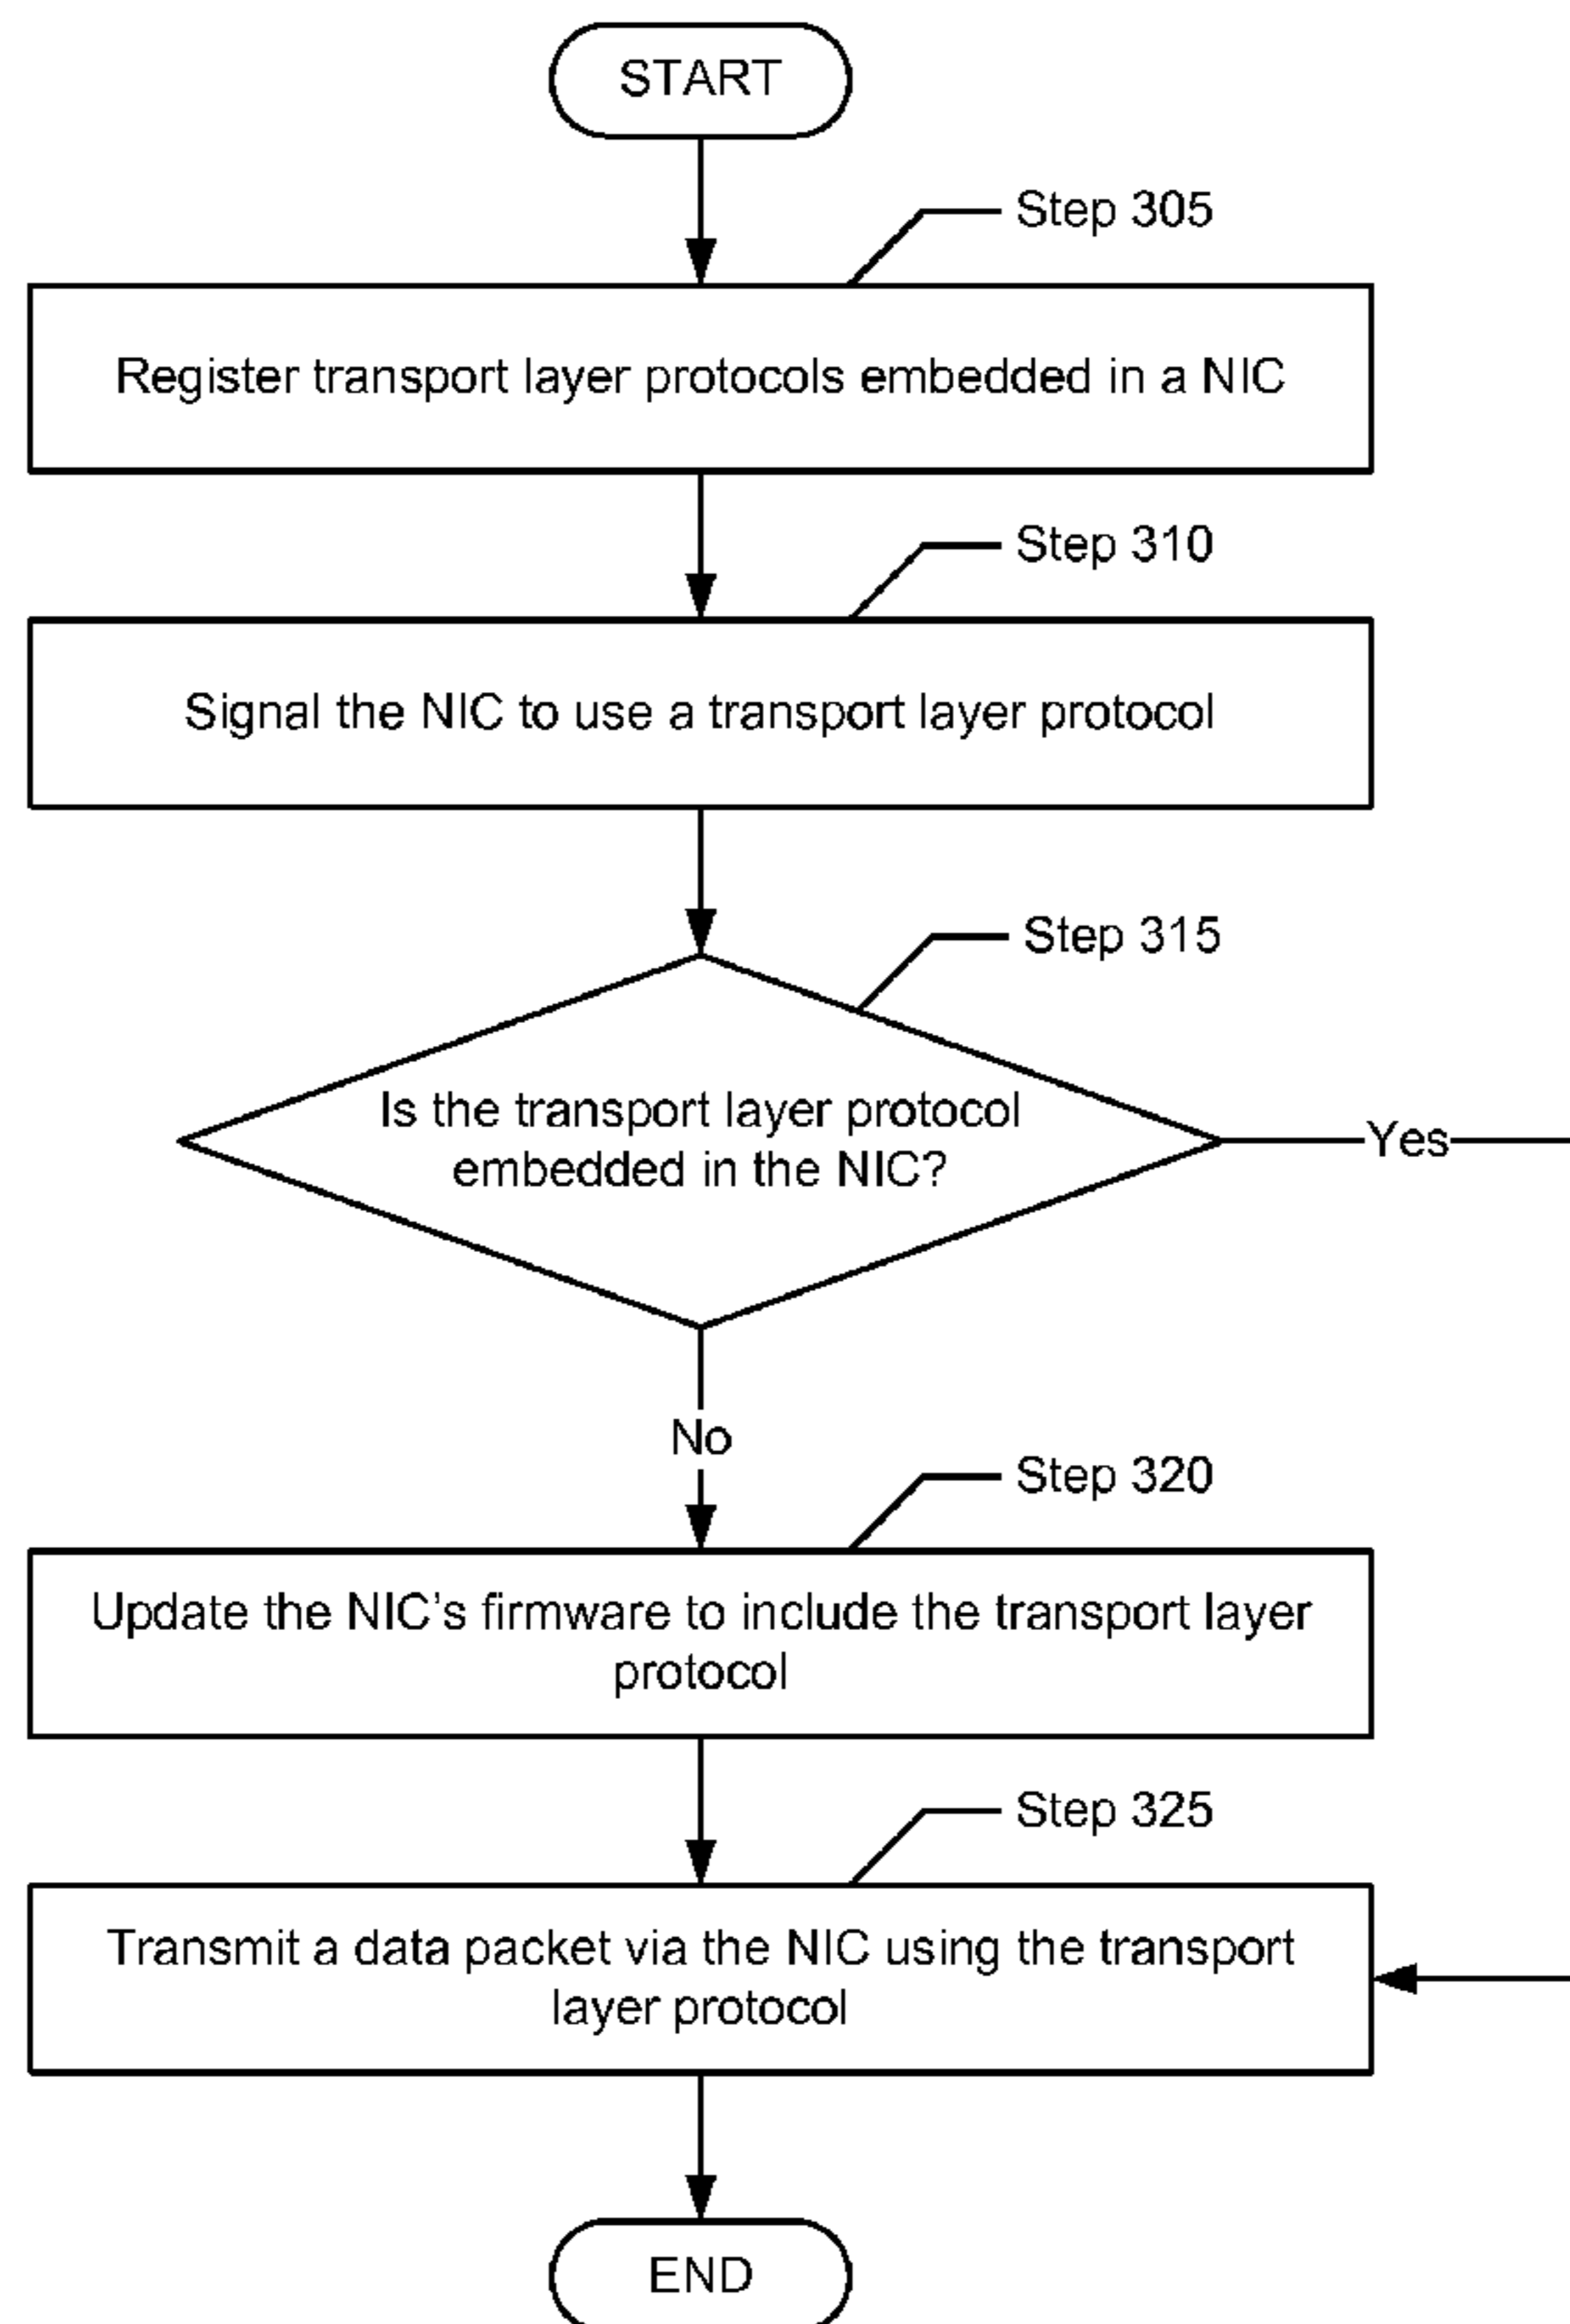 START
Step 305
Register transport layer protocols embedded in a NIC
Step 310
Signal the NIC to use a transport layer protocol
Step 315
Is the transport layer protocol
embedded in the NIC?
Yes
No
Step 320
Update the NIC’s firmware to include the transport layer
protocol
Step 325
Transmit a data packet via the NIC using the transport
layer protocol
END